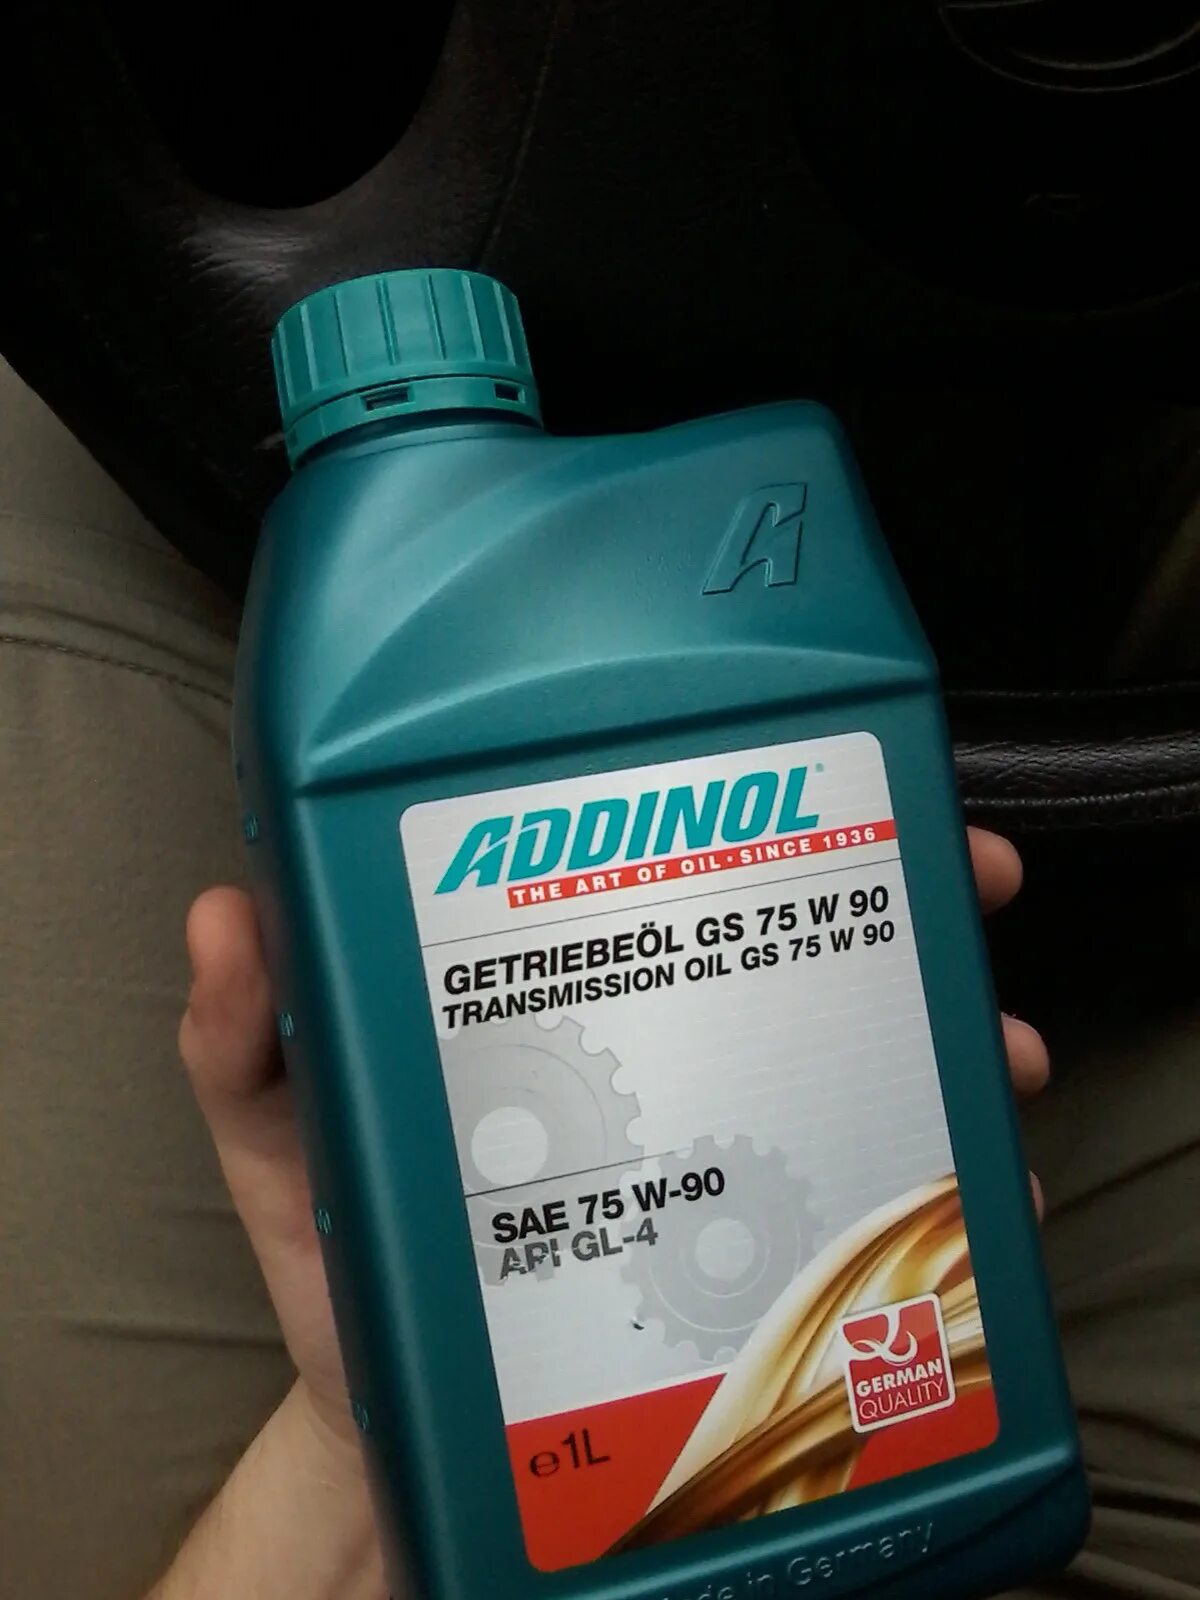 A
ADDINOL®
THE ART OF OIL · SINCE 1936
GETRIEBEÖL GS 75 W 90
TRANSMISSION OIL GS 75 W 90
SAE 75 W-90
API GL-4
GERMAN
QUALITY
℮1L
Made in Germany